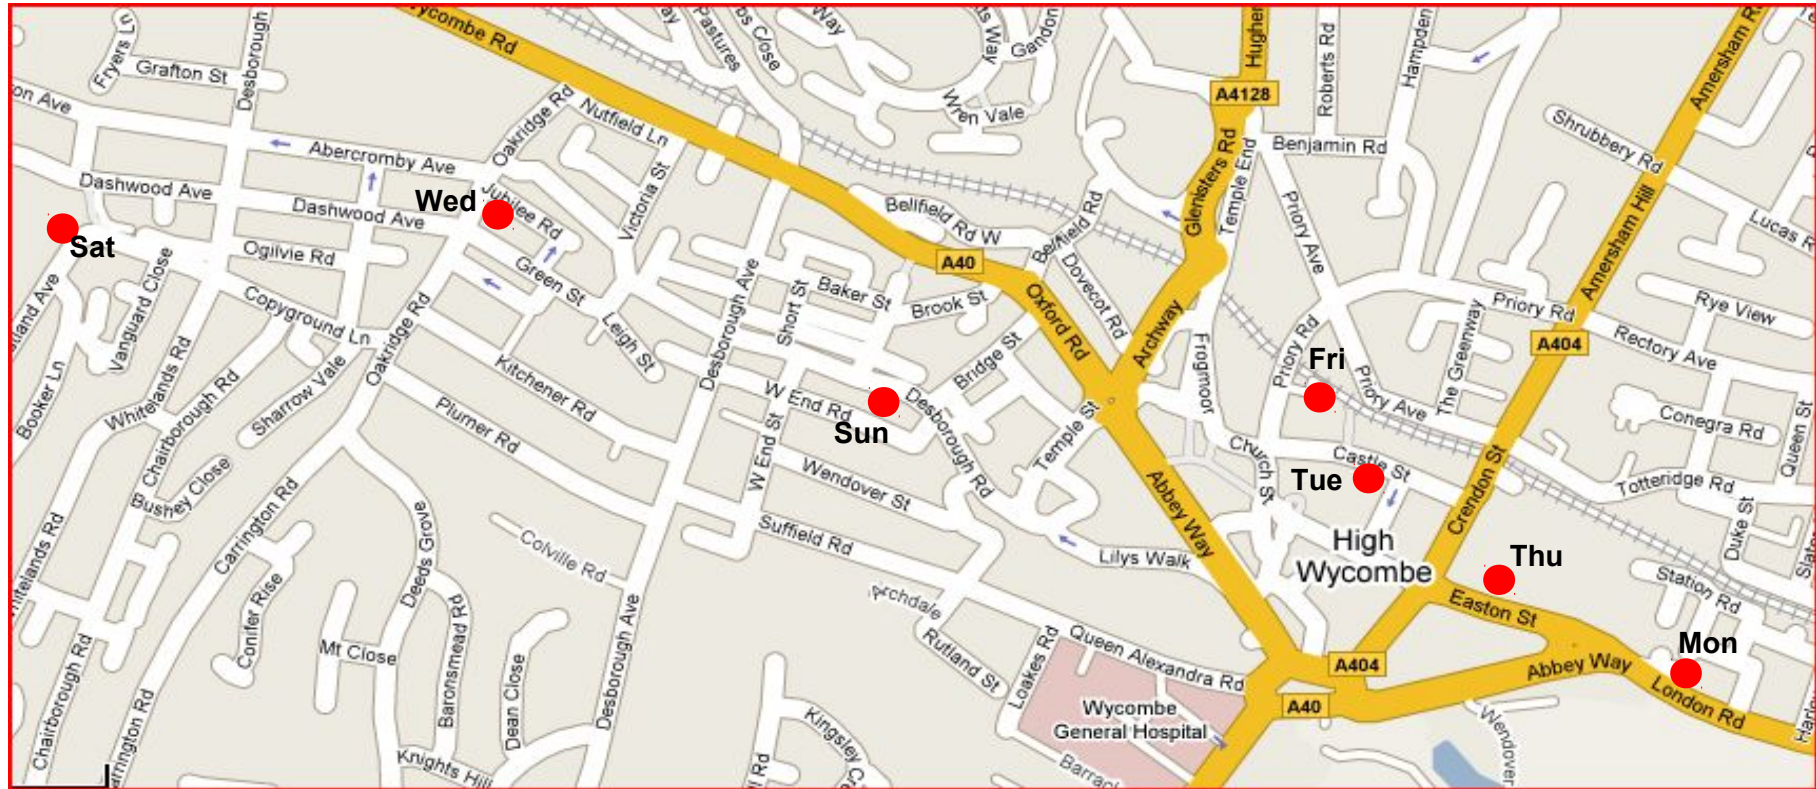 Wycombe Rd
Pastures
Way
Gandon
Hughen
Roberts Rd
Hampden
Amersham Rd
Fryers Ln
Grafton St
Desborough
Oakridge Rd
Nutfield Ln
Wren Vale
A4128
Benjamin Rd
Shrubbery Rd
Abercromby Ave
Glenisters Rd
Temple End
Dashwood Ave
Dashwood Ave
Wed
Jubilee Rd
Victoria St
Bellfield Rd W
Bellfield Rd
Priory Ave
Amersham Hill
Lucas R
Sat
Ogilvie Rd
Green St
A40
Dovecot Rd
Vanguard Close
Copyground Ln
Oakridge Rd
Leigh St
Desborough Ave
Short St
Baker St
Brook St
Oxford Rd
Archway
Frogmoor
Priory Rd
Priory Rd
Rye View
Rectory Ave
A404
Booker Ln
Whitelands Rd
Chairborough Rd
Sharrow Vale
Kitchener Rd
Plumer Rd
W End Rd
Bridge St
Fri
Priory Ave
The Greenway
Conegra Rd
Queen St
Sun
Desborough Rd
Temple St
Church St
Castle St
Tue
Crendon St
Totteridge Rd
Duke St
Bushey Close
Carrington Rd
W End St
Wendover St
Suffield Rd
Abbey Way
Lilys Walk
High
Wycombe
Thu
Easton St
Station Rd
Whitelands Rd
Colville Rd
Deeds Grove
Conifer Rise
Mt Close
Baronsmead Rd
Dean Close
Desborough Ave
Archdale
Rutland St
Loakes Rd
Queen Alexandra Rd
A404
A40
Abbey Way
Mon
London Rd
Wycombe
General Hospital
Wendover
Chairborough Rd
Knights Hill